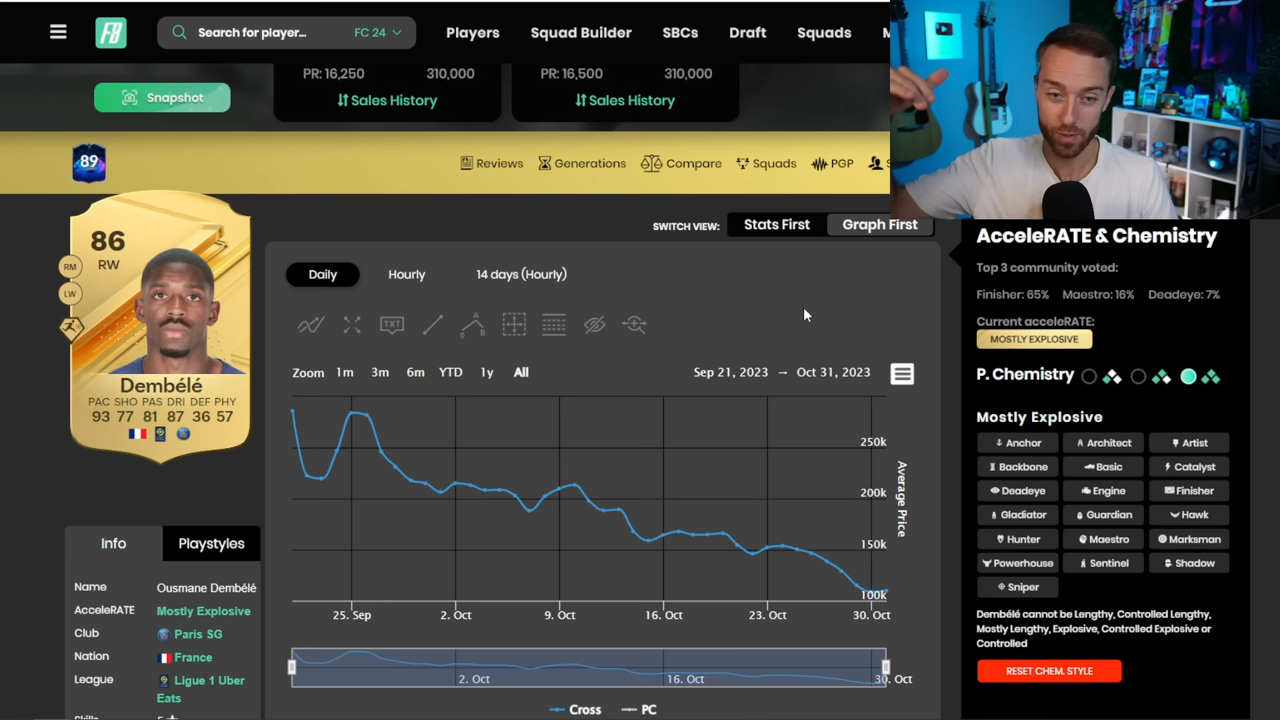 FB
Search for player...
FC 24
Players
Squad Builder
SBCs
Draft
Squads
PR: 16,250
310,000
Sales History
PR: 16,500
310,000
Sales History
Snapshot
89
Reviews
Generations
Compare
Squads
PGP
SWITCH VIEW:
Stats First
Graph First
86
RW
RM
LW
Dembélé
PAC SHO PAS DRI DEF PHY
93 77 81 87 36 57
Daily
Hourly
14 days (Hourly)
TXT
Zoom
1m
3m
6m
YTD
1y
All
Sep 21, 2023 → Oct 31, 2023
250k
200k
150k
100k
Average Price
25. Sep
2. Oct
9. Oct
16. Oct
23. Oct
30. Oct
2. Oct
16. Oct
30. Oct
Cross
PC
Info
Playstyles
Name
Ousmane Dembélé
AcceleRATE
Mostly Explosive
Club
Paris SG
Nation
France
League
Ligue 1 Uber
Eats
AcceleRATE & Chemistry
Top 3 community voted:
Finisher: 65%
Maestro: 16%
Deadeye: 7%
Current acceleRATE:
MOSTLY EXPLOSIVE
P. Chemistry
Mostly Explosive
Anchor
Architect
Artist
Backbone
Basic
Catalyst
Deadeye
Engine
Finisher
Gladiator
Guardian
Hawk
Hunter
Maestro
Marksman
Powerhouse
Sentinel
Shadow
Sniper
Dembélé cannot be Lengthy, Controlled Lengthy,
Mostly Lengthy, Explosive, Controlled Explosive or
Controlled
RESET CHEM. STYLE